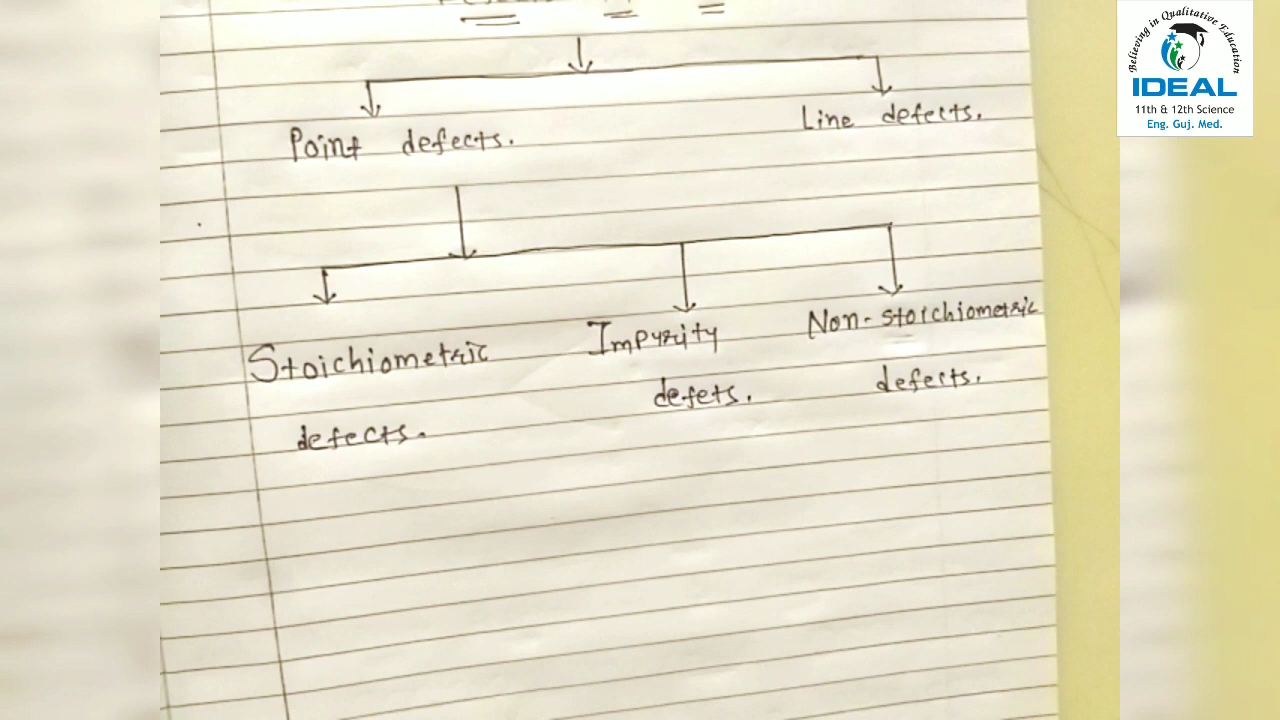 Point defects.
Line defects.
Stoichiometric
defects.
Impurity
defets.
Non-stoichiometric
defects.
Believing in Qualitative Education
IDEAL
11th & 12th Science
Eng. Guj. Med.